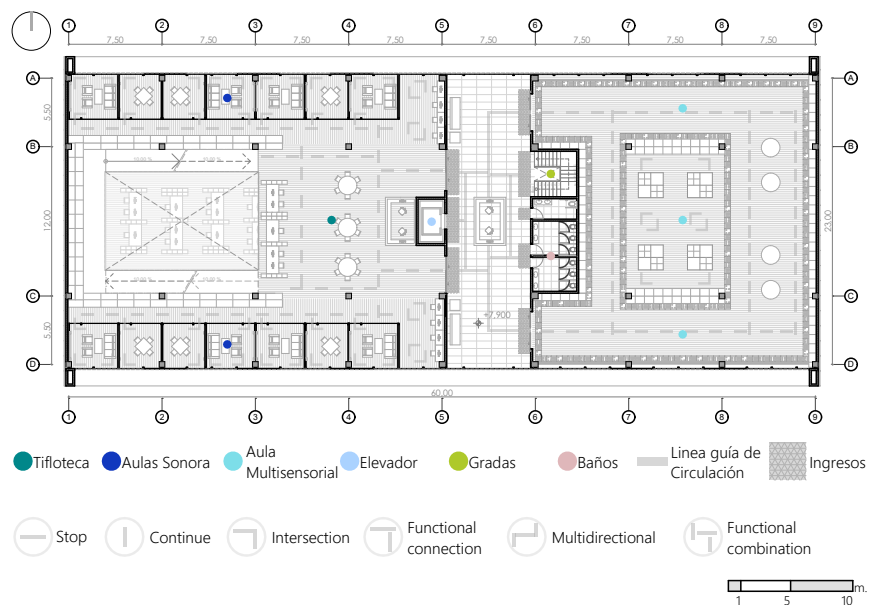 1 2 3 4 5 6 7 8 9
7,50 7,50 7,50 7,50 7,50 7,50 7,50
A A
5.50
B B
12.00 23,00
+7,900
C C
5.50
D D
60,00
1 2 3 4 5 6 7 8 9
Tifloteca Aulas Sonora Aula Multisensorial Elevador Gradas Baños Linea guía de Circulación Ingresos
Stop Continue Intersection Functional connection Multidirectional Functional combination
m.
1 5 10